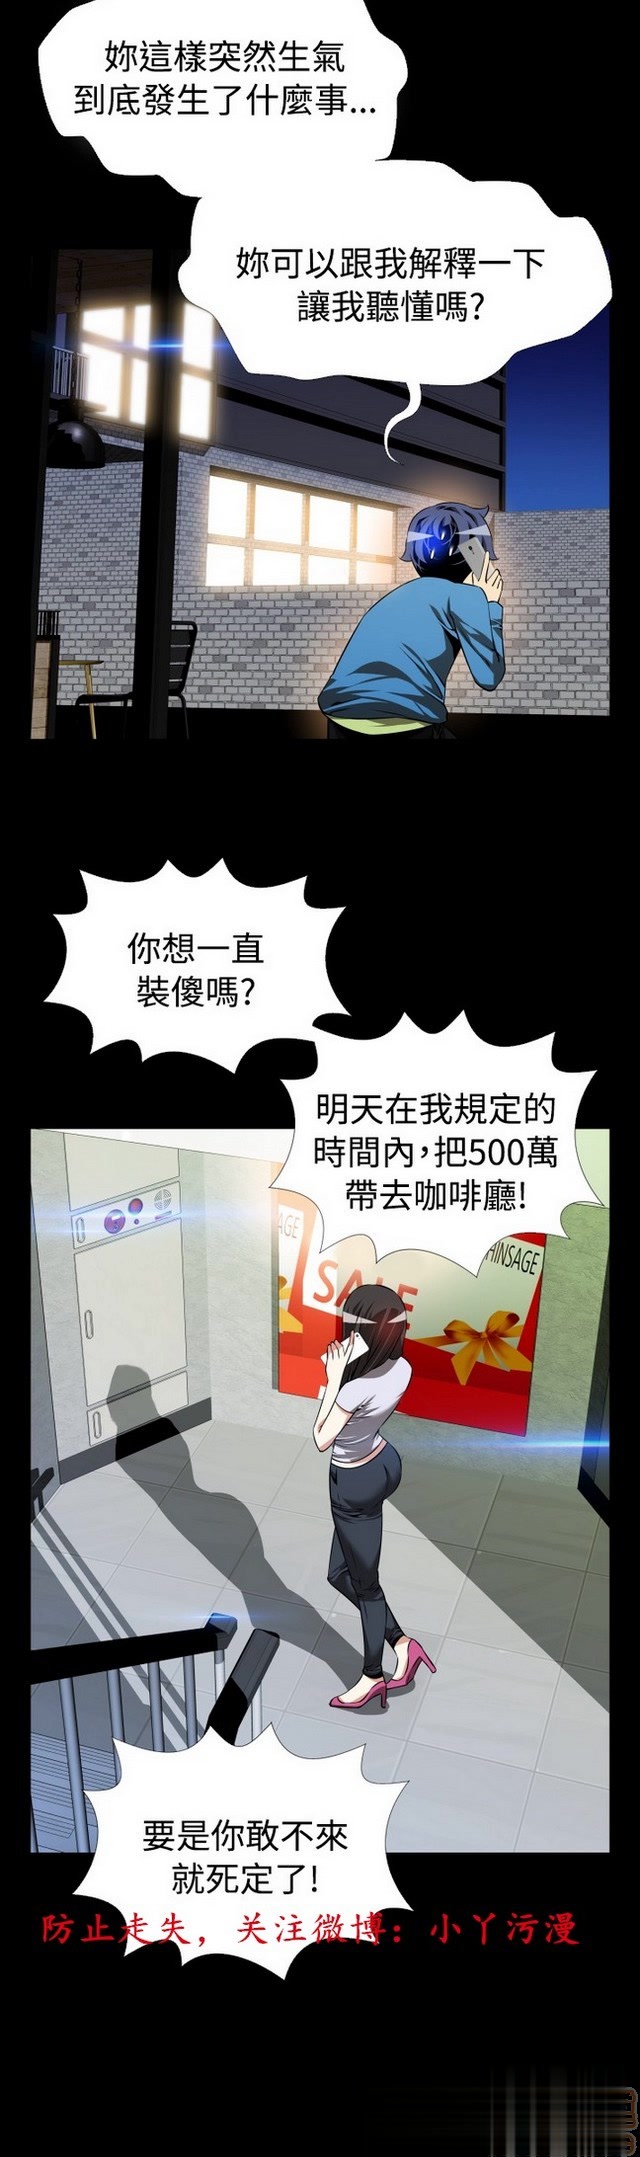 妳這樣突然生氣
到底發生了什麼事...
妳可以跟我解釋一下
讓我聽懂嗎?
你想一直
裝傻嗎?
明天在我規定的
時間內,把500萬
帶去咖啡廳!
AGE
SALE
HINSAGE
要是你敢不來
就死定了!
防止走失，关注微博：小丫污漫